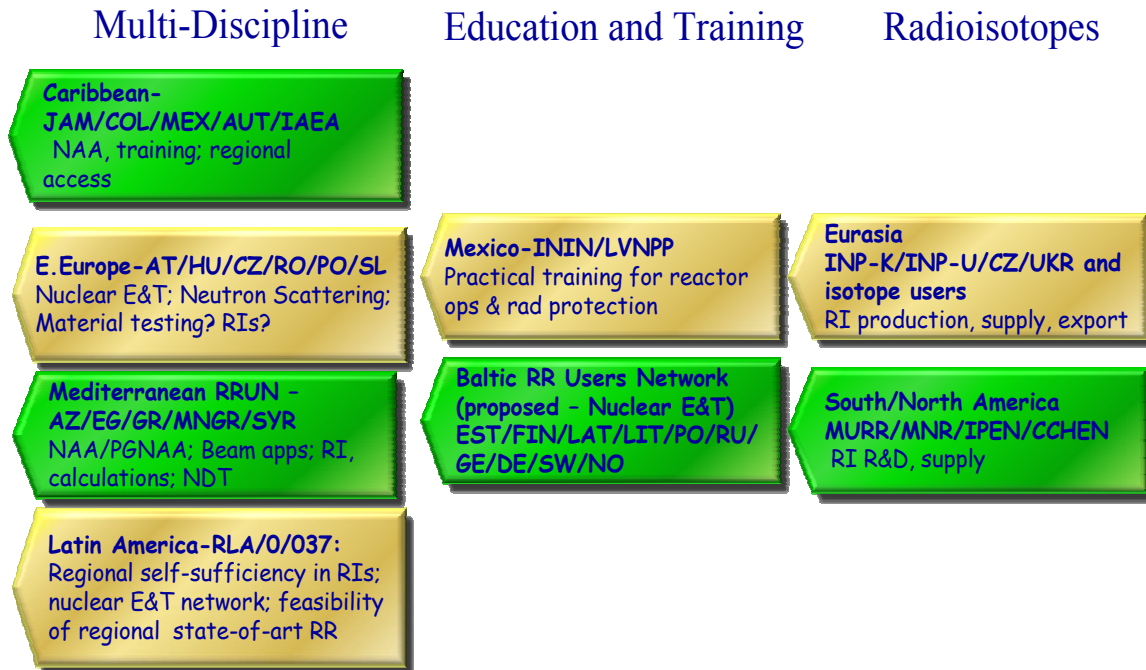 Multi-Discipline
Education and Training
Radioisotopes
Caribbean-
JAM/COL/MEX/AUT/IAEA
NAA, training; regional
access
E.Europe-AT/HU/CZ/RO/PO/SL
Nuclear E&T; Neutron Scattering;
Material testing? RIs?
Mediterranean RRUN –
AZ/EG/GR/MNGR/SYR
NAA/PGNAA; Beam apps; RI,
calculations; NDT
Latin America-RLA/0/037:
Regional self-sufficiency in RIs;
nuclear E&T network; feasibility
of regional state-of-art RR
Mexico-ININ/LVNPP
Practical training for reactor
ops & rad protection
Baltic RR Users Network
(proposed – Nuclear E&T)
EST/FIN/LAT/LIT/PO/RU/
GE/DE/SW/NO
Eurasia
INP-K/INP-U/CZ/UKR and
isotope users
RI production, supply, export
South/North America
MURR/MNR/IPEN/CCHEN
RI R&D, supply